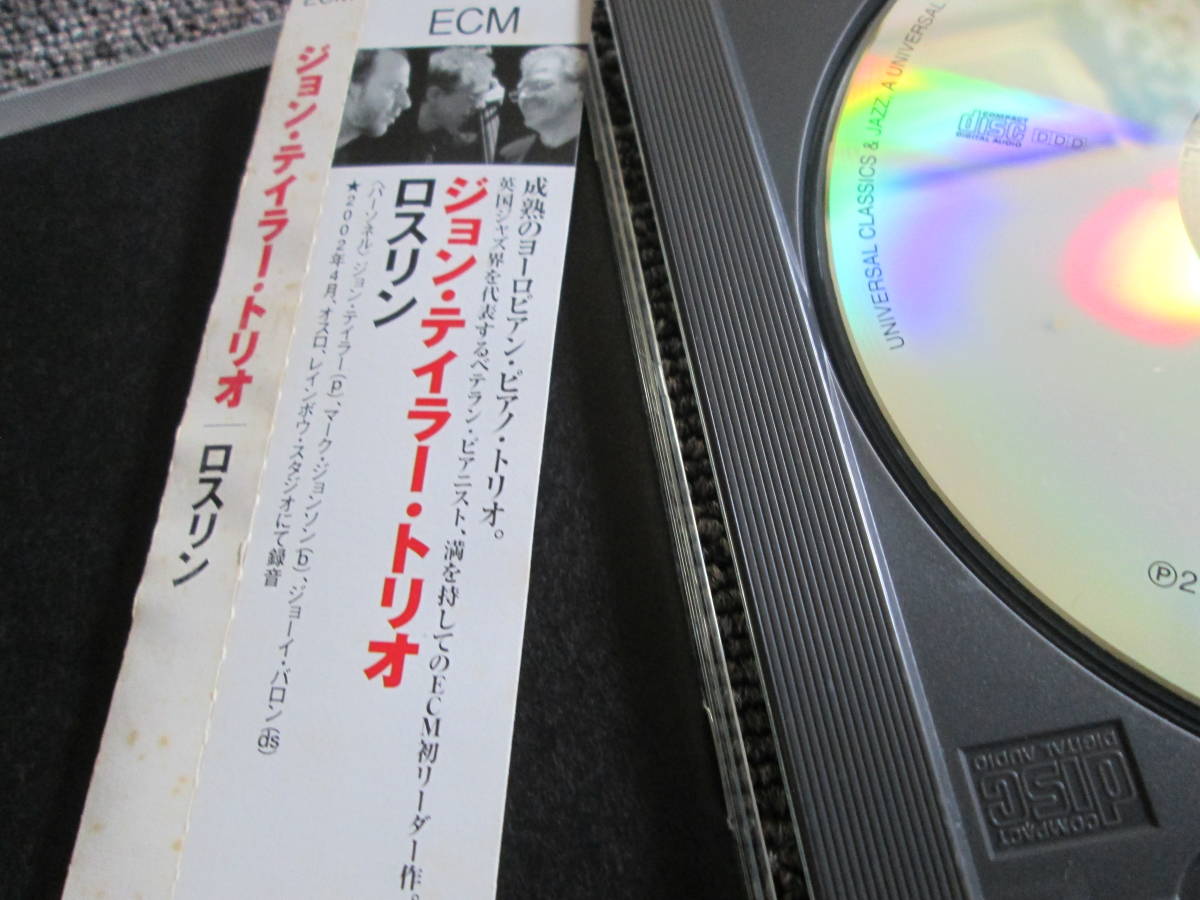 ECM
ジョン・テイラー・トリオ
ロスリン
ECM
成熟のヨーロピアン・ピアノ・トリオ。
英国ジャズ界を代表するベテラン・ピアニスト、満を持してのECM初リーダー作。
ジョン・テイラー・トリオ
ロスリン
〈パーソネル〉ジョン・テイラー(p)、マーク・ジョンソン(b)、ジョーイ・バロン(ds)
★2002年4月、オスロ、レインボウ・スタジオにて録音
UNIVERSAL CLASSICS & JAZZ, A UNIVERSAL
COMPACT
disc
DIGITAL AUDIO
DDD
Ⓟ2
COMPACT
disc
DIGITAL AUDIO